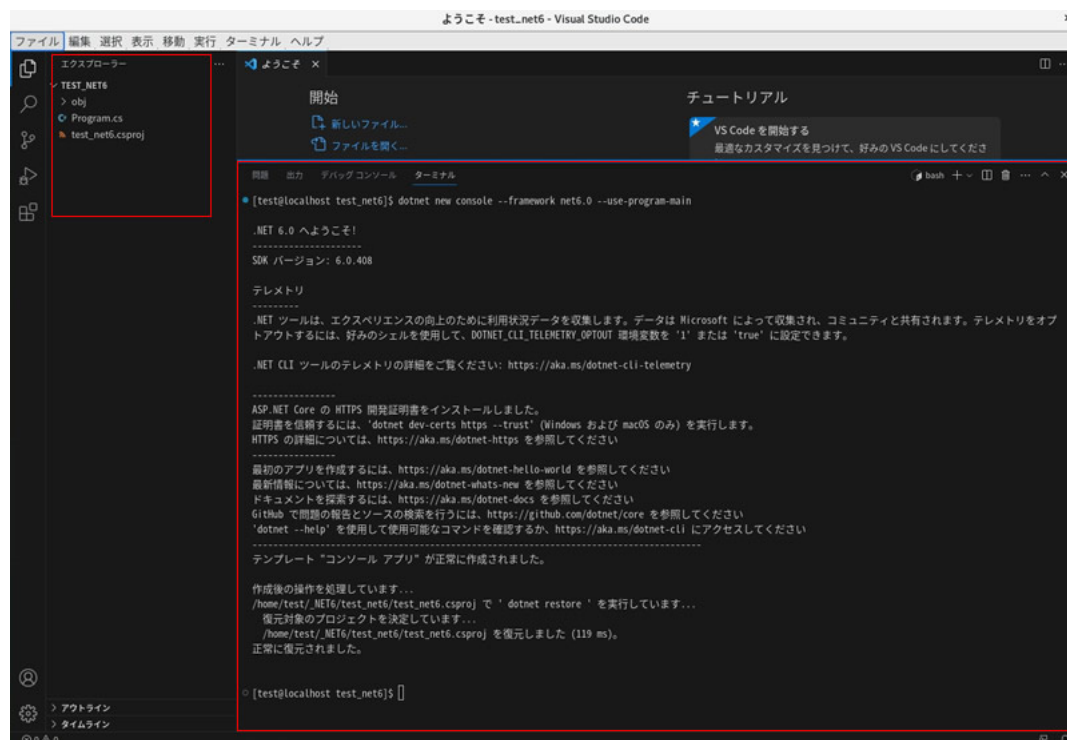 ようこそ - test_net6 - Visual Studio Code
ファイル 編集 選択 表示 移動 実行 ターミナル ヘルプ
エクスプローラー ...
TEST_NET6
obj
Program.cs
test_net6.csproj
アウトライン
タイムライン
ようこそ ×
開始
新しいファイル...
ファイルを開く...
チュートリアル
VS Code を開始する
最適なカスタマイズを見つけて、好みの VS Code にしてくださ
問題 出力 デバッグ コンソール ターミナル
bash
[test@localhost test_net6]$ dotnet new console --framework net6.0 --use-program-main
.NET 6.0 へようこそ!
---------------------
SDK バージョン: 6.0.408
テレメトリ
---------
.NET ツールは、エクスペリエンスの向上のために利用状況データを収集します。データは Microsoft によって収集され、コミュニティと共有されます。テレメトリをオプ
トアウトするには、好みのシェルを使用して、DOTNET_CLI_TELEMETRY_OPTOUT 環境変数を '1' または 'true' に設定できます。
.NET CLI ツールのテレメトリの詳細をご覧ください: https://aka.ms/dotnet-cli-telemetry
----------------
ASP.NET Core の HTTPS 開発証明書をインストールしました。
証明書を信頼するには、'dotnet dev-certs https --trust' (Windows および macOS のみ) を実行します。
HTTPS の詳細については、https://aka.ms/dotnet-https を参照してください
----------------
最初のアプリを作成するには、https://aka.ms/dotnet-hello-world を参照してください
最新情報については、https://aka.ms/dotnet-whats-new を参照してください
ドキュメントを探索するには、https://aka.ms/dotnet-docs を参照してください
GitHub で問題の報告とソースの検索を行うには、https://github.com/dotnet/core を参照してください
'dotnet --help' を使用して使用可能なコマンドを確認するか、https://aka.ms/dotnet-cli にアクセスしてください
--------------------------------------------------------------------------------------
テンプレート "コンソール アプリ" が正常に作成されました。
作成後の操作を処理しています...
/home/test/_NET6/test_net6/test_net6.csproj で ' dotnet restore ' を実行しています...
復元対象のプロジェクトを決定しています...
/home/test/_NET6/test_net6/test_net6.csproj を復元しました (119 ms)。
正常に復元されました。
[test@localhost test_net6]$